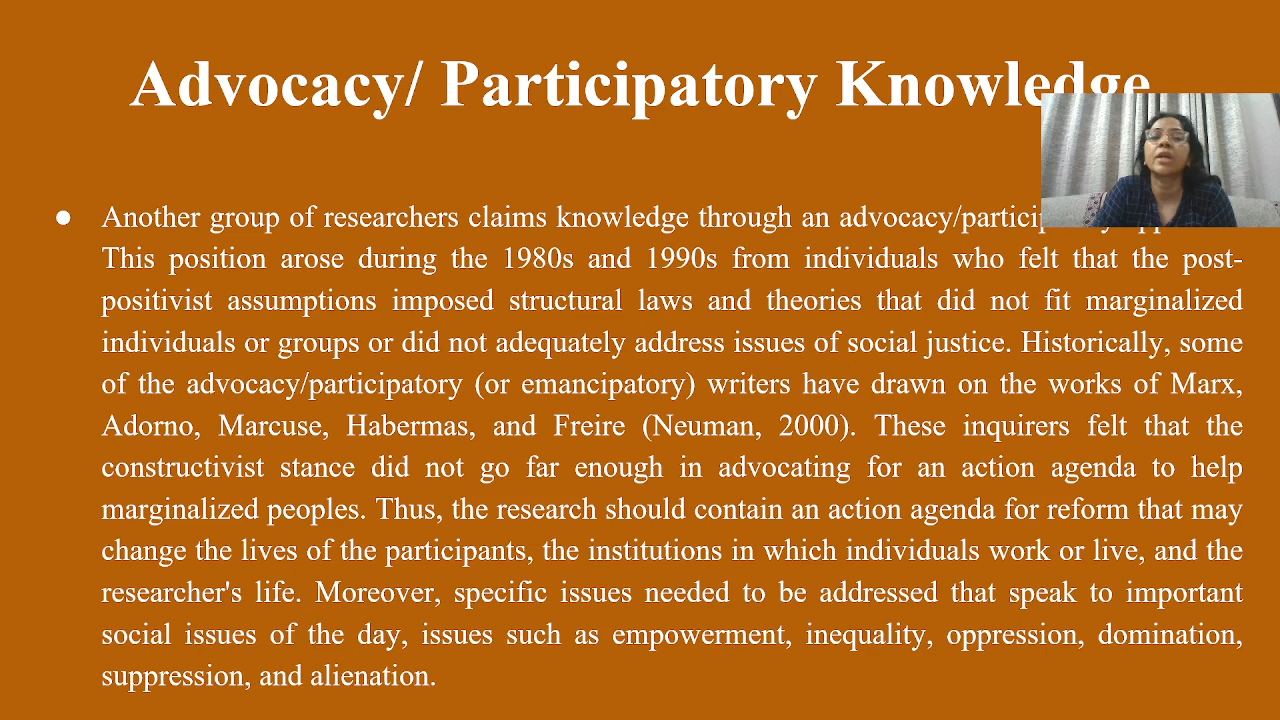 Advocacy/ Participatory Knowledge
● Another group of researchers claims knowledge through an
This position arose during the 1980s and 1990s from individuals who felt that the post-
positivist assumptions imposed structural laws and theories that did not fit marginalized
individuals or groups or did not adequately address issues of social justice. Historically, some
of the advocacy/participatory (or emancipatory) writers have drawn on the works of Marx,
Adorno, Marcuse, Habermas, and Freire (Neuman, 2000). These inquirers felt that the
constructivist stance did not go far enough in advocating for an action agenda to help
marginalized peoples. Thus, the research should contain an action agenda for reform that may
change the lives of the participants, the institutions in which individuals work or live, and the
researcher's life. Moreover, specific issues needed to be addressed that speak to important
social issues of the day, issues such as empowerment, inequality, oppression, domination,
suppression, and alienation.